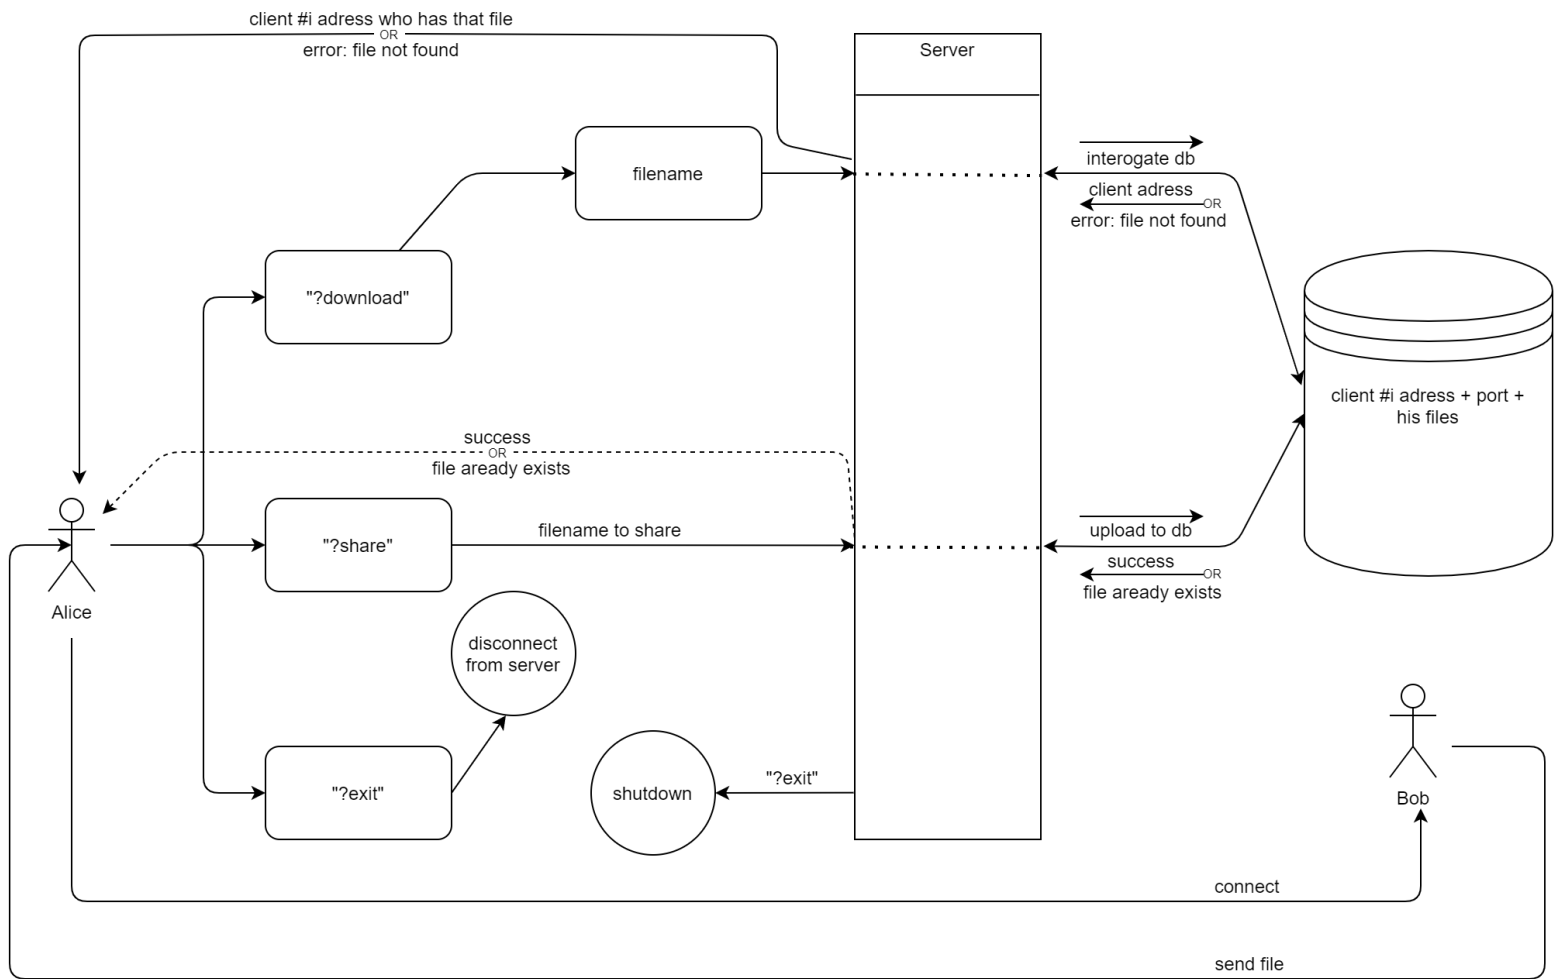 client #i adress who has that file
OR
error: file not found
Server
filename
interogate db
client adress
OR
error: file not found
"?download"
client #i adress + port +
his files
success
OR
file aready exists
"?share"
filename to share
upload to db
success
OR
file aready exists
Alice
disconnect
from server
"?exit"
shutdown
"?exit"
Bob
connect
send file